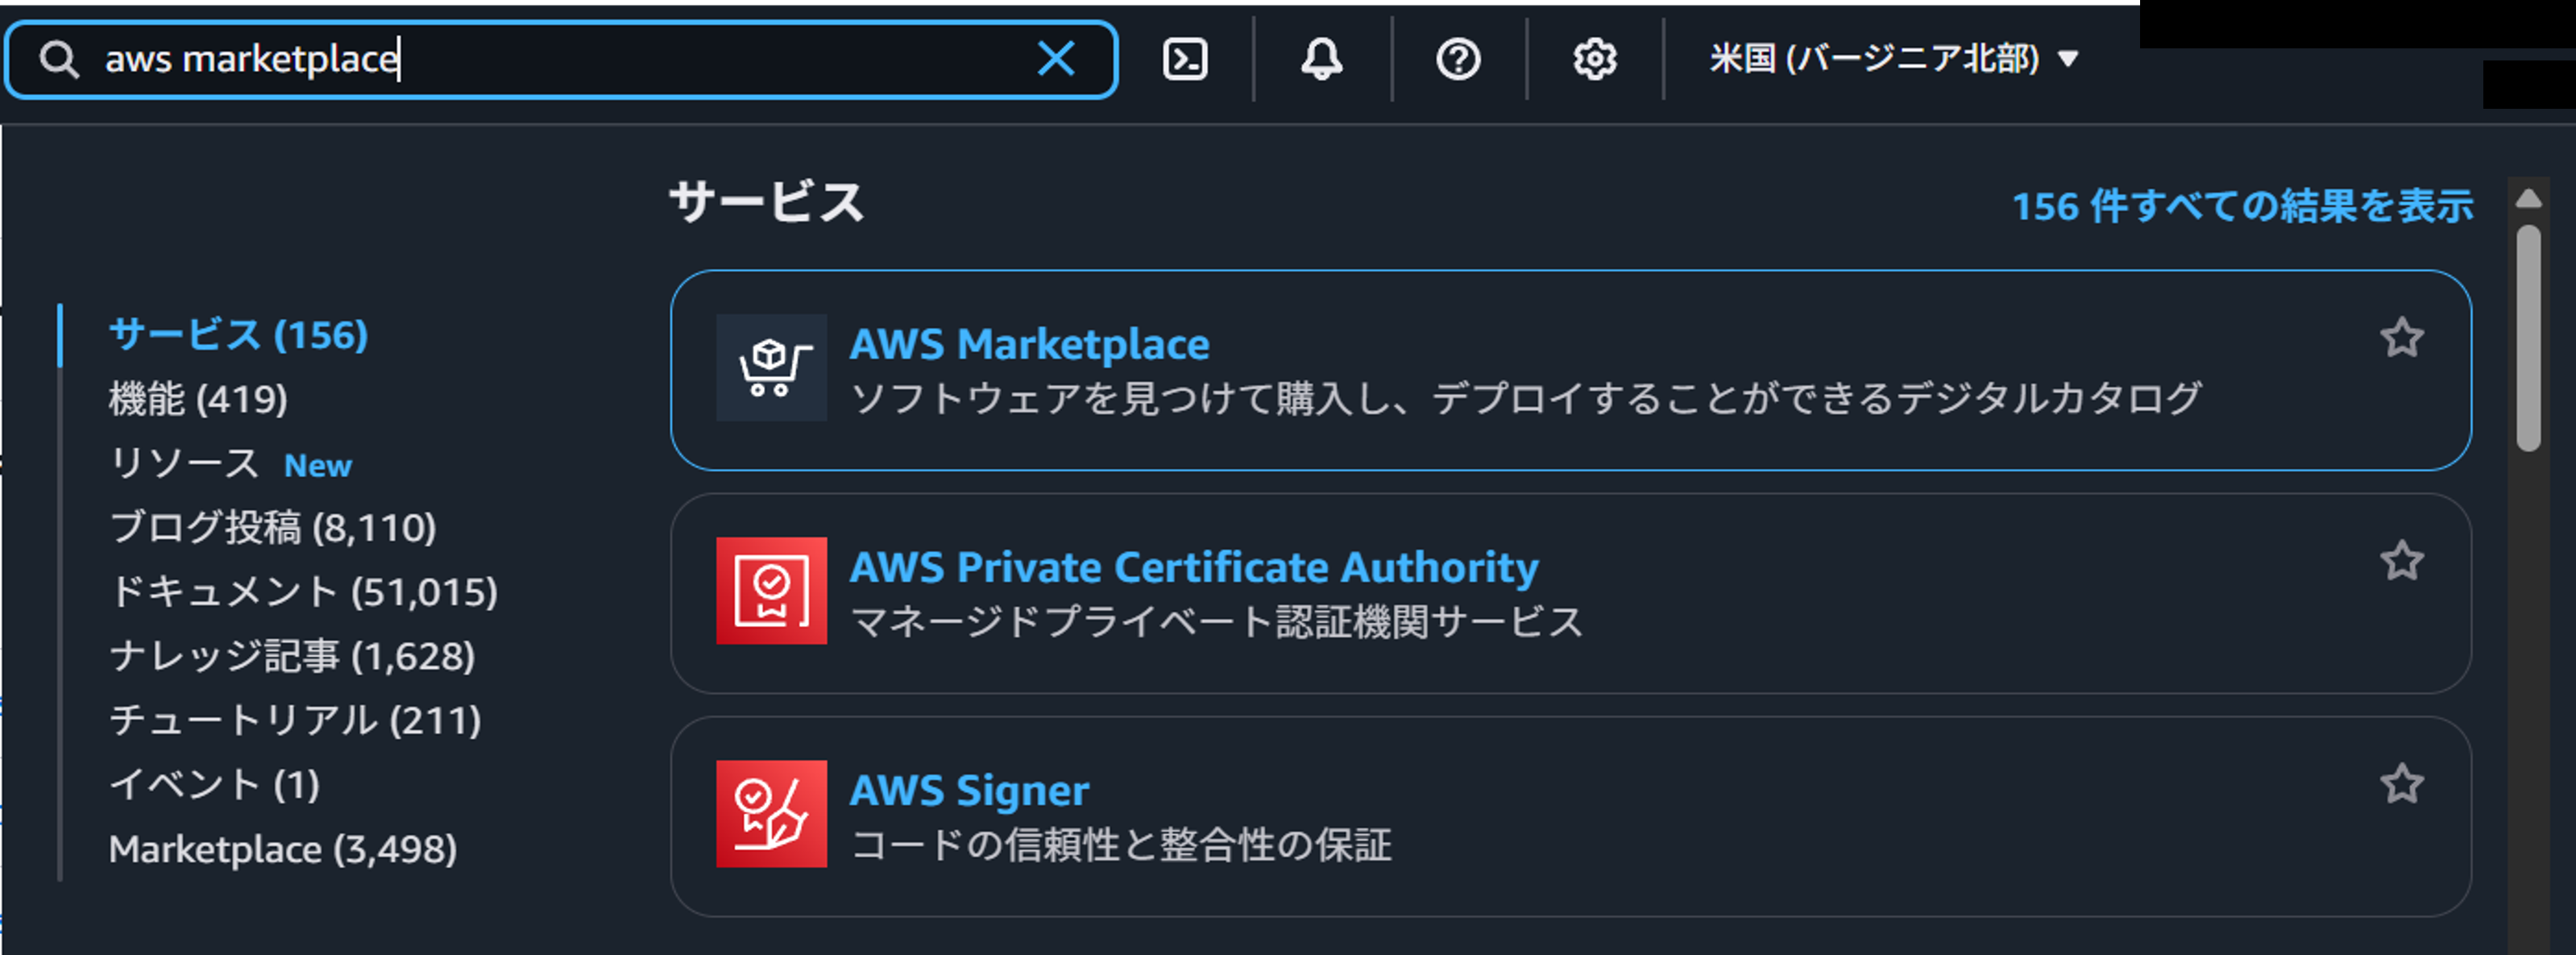 aws marketplace
米国 (バージニア北部) ▼
サービス
156 件すべての結果を表示
サービス (156)
機能 (419)
リソース New
ブログ投稿 (8,110)
ドキュメント (51,015)
ナレッジ記事 (1,628)
チュートリアル (211)
イベント (1)
Marketplace (3,498)
AWS Marketplace
ソフトウェアを見つけて購入し、デプロイすることができるデジタルカタログ
AWS Private Certificate Authority
マネージドプライベート認証機関サービス
AWS Signer
コードの信頼性と整合性の保証